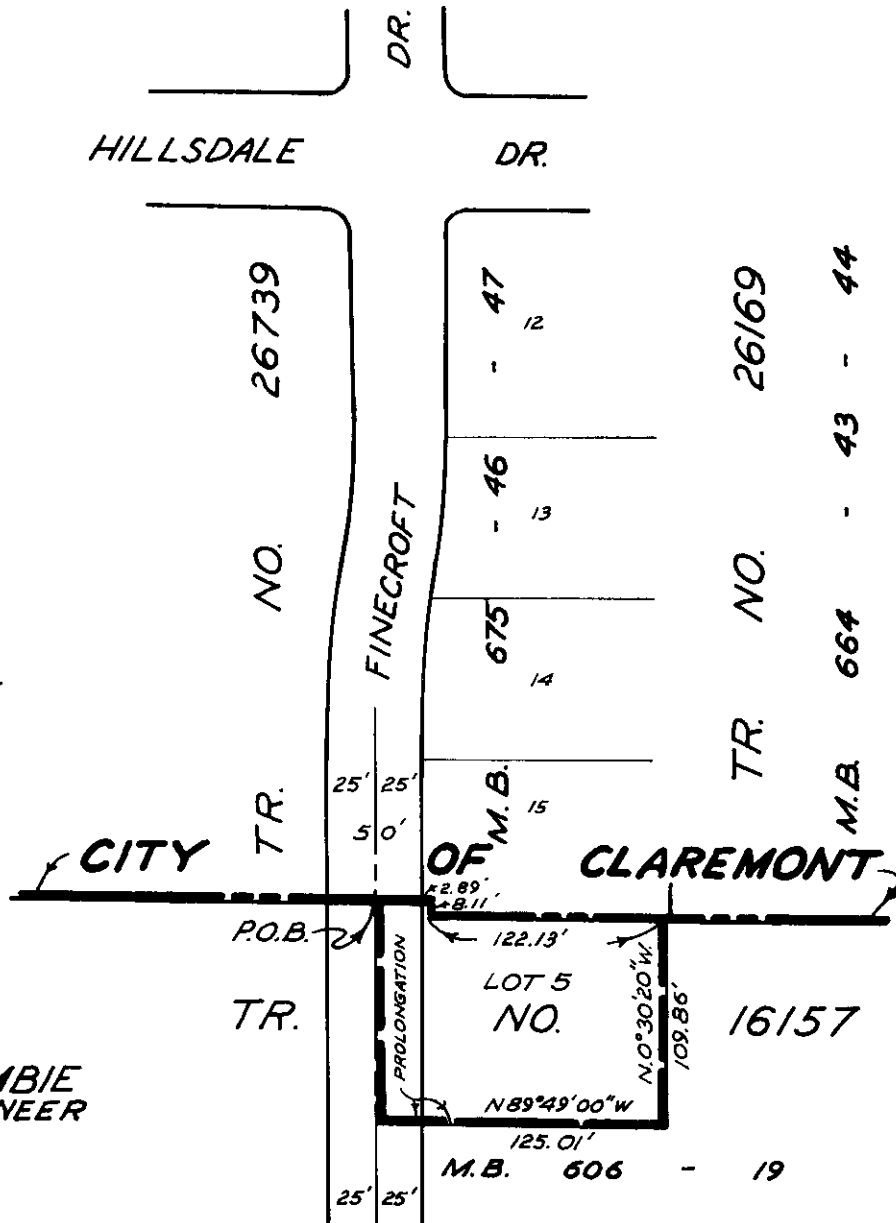 DR.
HILLSDALE DR.
TR. NO. 26739
FINECROFT
M.B. 675 - 46 - 47
12
13
14
15
TR. NO. 26169
M.B. 664 - 43 - 44
25' 25'
50'
CITY OF CLAREMONT
2.89'
8.11'
P.O.B.
122.13'
PROLONGATION
LOT 5
N.0°30'20"W.
109.86'
TR. NO. 16157
N89°49'00"W
125.01'
M.B. 606 - 19
25' 25'
MBIE
NEER